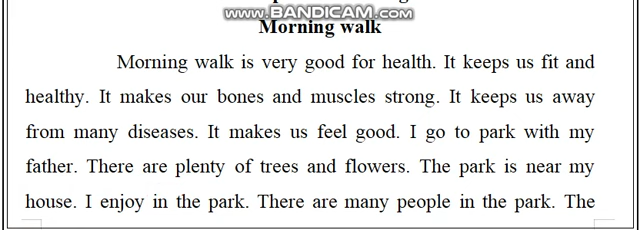 www.BANDICAM.com
Morning walk
Morning walk is very good for health. It keeps us fit and
healthy. It makes our bones and muscles strong. It keeps us away
from many diseases. It makes us feel good. I go to park with my
father. There are plenty of trees and flowers. The park is near my
house. I enjoy in the park. There are many people in the park. The